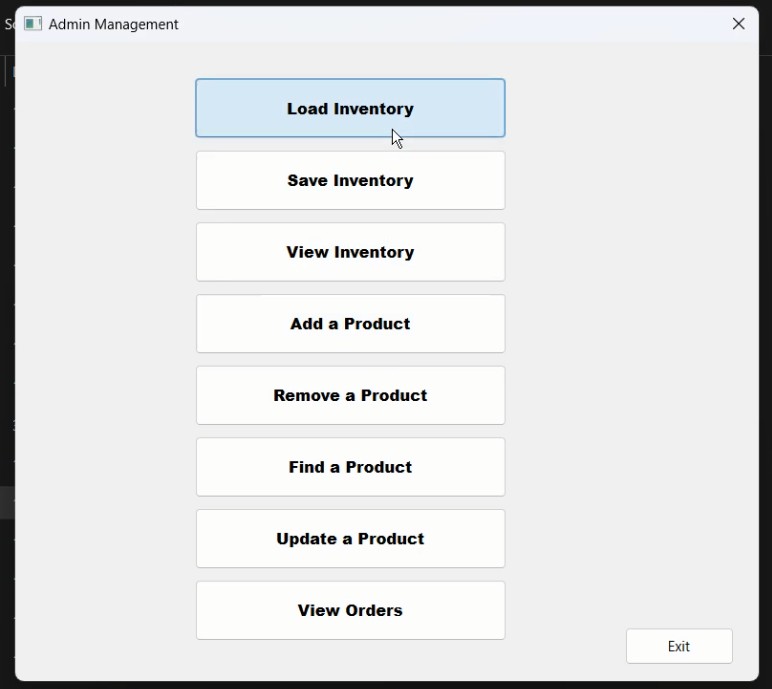 Admin Management
Load Inventory
Save Inventory
View Inventory
Add a Product
Remove a Product
Find a Product
Update a Product
View Orders
Exit